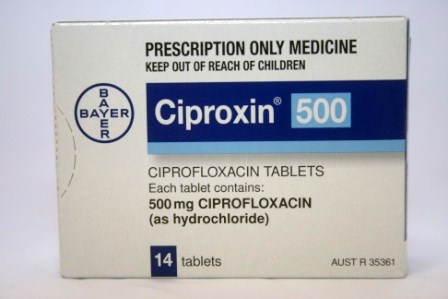 PRESCRIPTION ONLY MEDICINE
KEEP OUT OF REACH OF CHILDREN
BAYER
BAYER
Ciproxin® 500
CIPROFLOXACIN TABLETS
Each tablet contains:
500 mg CIPROFLOXACIN
(as hydrochloride)
14 tablets
AUST R 35361